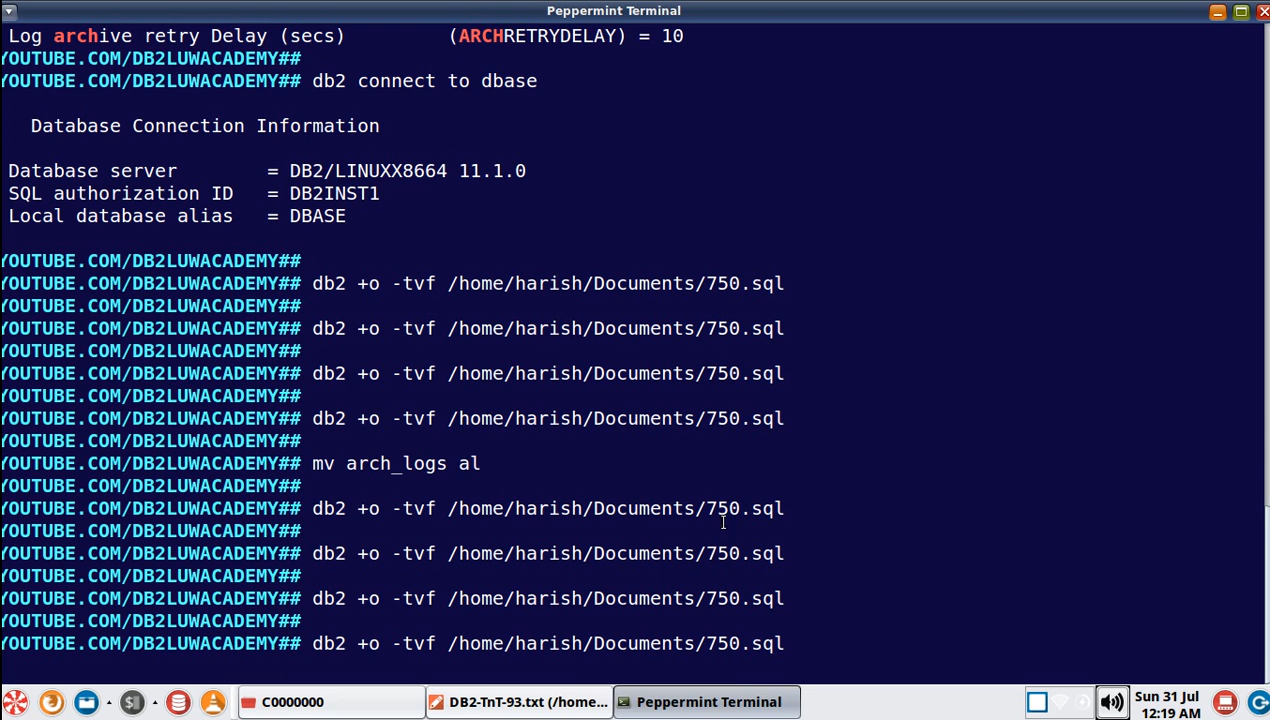 Peppermint Terminal
Log archive retry Delay (secs)         (ARCHRETRYDELAY) = 10
YOUTUBE.COM/DB2LUWACADEMY##
YOUTUBE.COM/DB2LUWACADEMY## db2 connect to dbase
Database Connection Information
Database server        = DB2/LINUXX8664 11.1.0
SQL authorization ID   = DB2INST1
Local database alias   = DBASE
YOUTUBE.COM/DB2LUWACADEMY##
YOUTUBE.COM/DB2LUWACADEMY## db2 +o -tvf /home/harish/Documents/750.sql
YOUTUBE.COM/DB2LUWACADEMY##
YOUTUBE.COM/DB2LUWACADEMY## db2 +o -tvf /home/harish/Documents/750.sql
YOUTUBE.COM/DB2LUWACADEMY##
YOUTUBE.COM/DB2LUWACADEMY## db2 +o -tvf /home/harish/Documents/750.sql
YOUTUBE.COM/DB2LUWACADEMY##
YOUTUBE.COM/DB2LUWACADEMY## db2 +o -tvf /home/harish/Documents/750.sql
YOUTUBE.COM/DB2LUWACADEMY##
YOUTUBE.COM/DB2LUWACADEMY## mv arch_logs al
YOUTUBE.COM/DB2LUWACADEMY##
YOUTUBE.COM/DB2LUWACADEMY## db2 +o -tvf /home/harish/Documents/750.sql
YOUTUBE.COM/DB2LUWACADEMY##
YOUTUBE.COM/DB2LUWACADEMY## db2 +o -tvf /home/harish/Documents/750.sql
YOUTUBE.COM/DB2LUWACADEMY##
YOUTUBE.COM/DB2LUWACADEMY## db2 +o -tvf /home/harish/Documents/750.sql
YOUTUBE.COM/DB2LUWACADEMY##
YOUTUBE.COM/DB2LUWACADEMY## db2 +o -tvf /home/harish/Documents/750.sql
C0000000
DB2-TnT-93.txt (/home...
Peppermint Terminal
Sun 31 Jul
12:19 AM